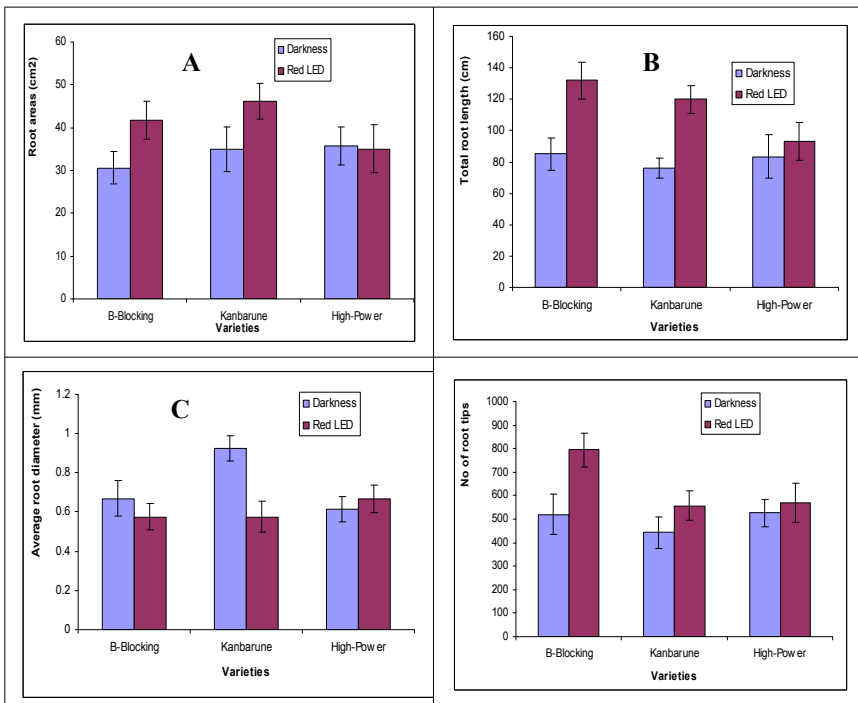 A
Darkness
Red LED
Root areas (cm2)
60
50
40
30
20
10
0
B-Blocking Kanbarune High-Power
Varieties
B
Darkness
Red LED
Total root length (cm)
160
140
120
100
80
60
40
20
0
B-Blocking Kanbarune High-Power
Varieties
C
Darkness
Red LED
Average root diameter (mm)
1.2
1
0.8
0.6
0.4
0.2
0
B-Blocking Kanbarune High-Power
Varieties
Darkness
Red LED
No of root tips
1000
900
800
700
600
500
400
300
200
100
0
B-Blocking Kanbarune High-Power
Varieties